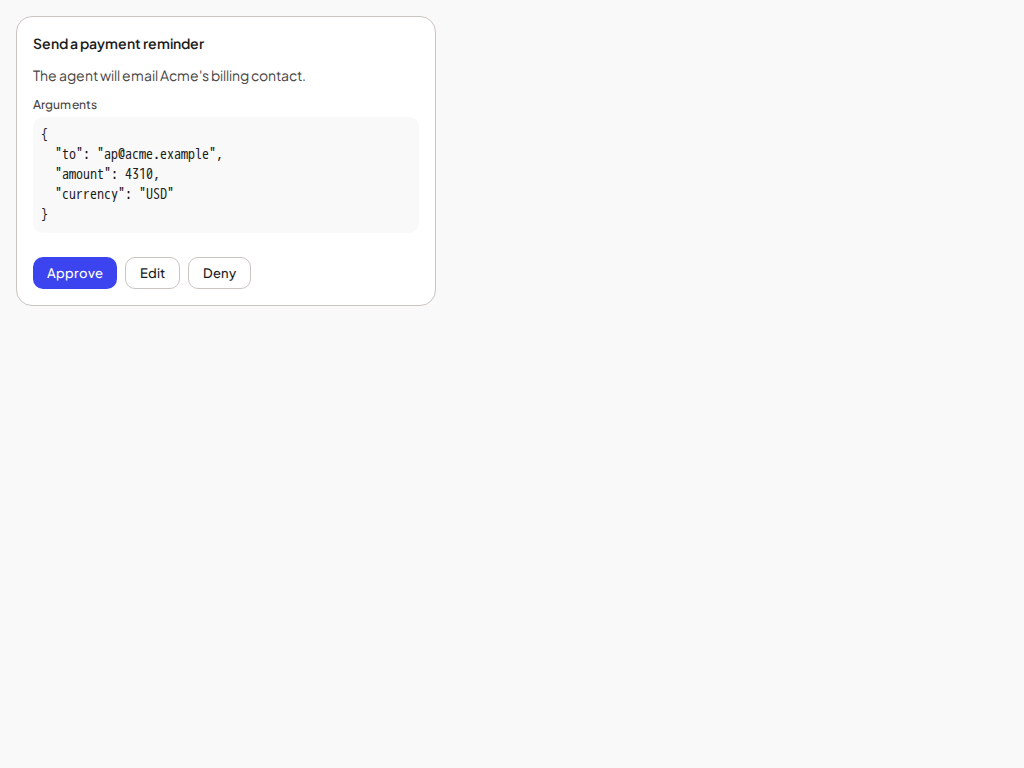 Send a payment reminder
The agent will email Acme's billing contact.
Arguments
{
  "to": "ap@acme.example",
  "amount": 4310,
  "currency": "USD"
}
Approve
Edit
Deny